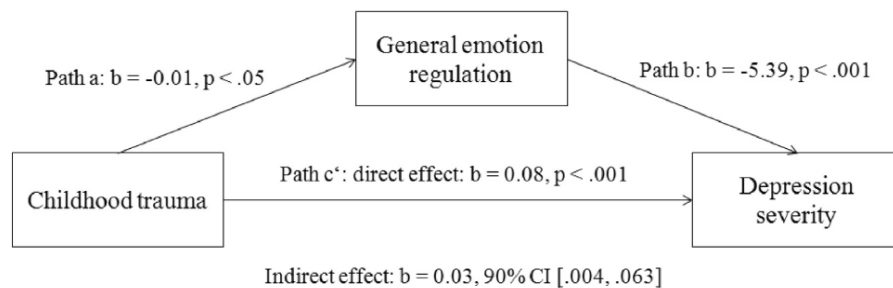 General emotion
regulation
Path a: b = -0.01, p < .05
Path b: b = -5.39, p < .001
Childhood trauma
Path c‘: direct effect: b = 0.08, p < .001
Depression
severity
Indirect effect: b = 0.03, 90% CI [.004, .063]